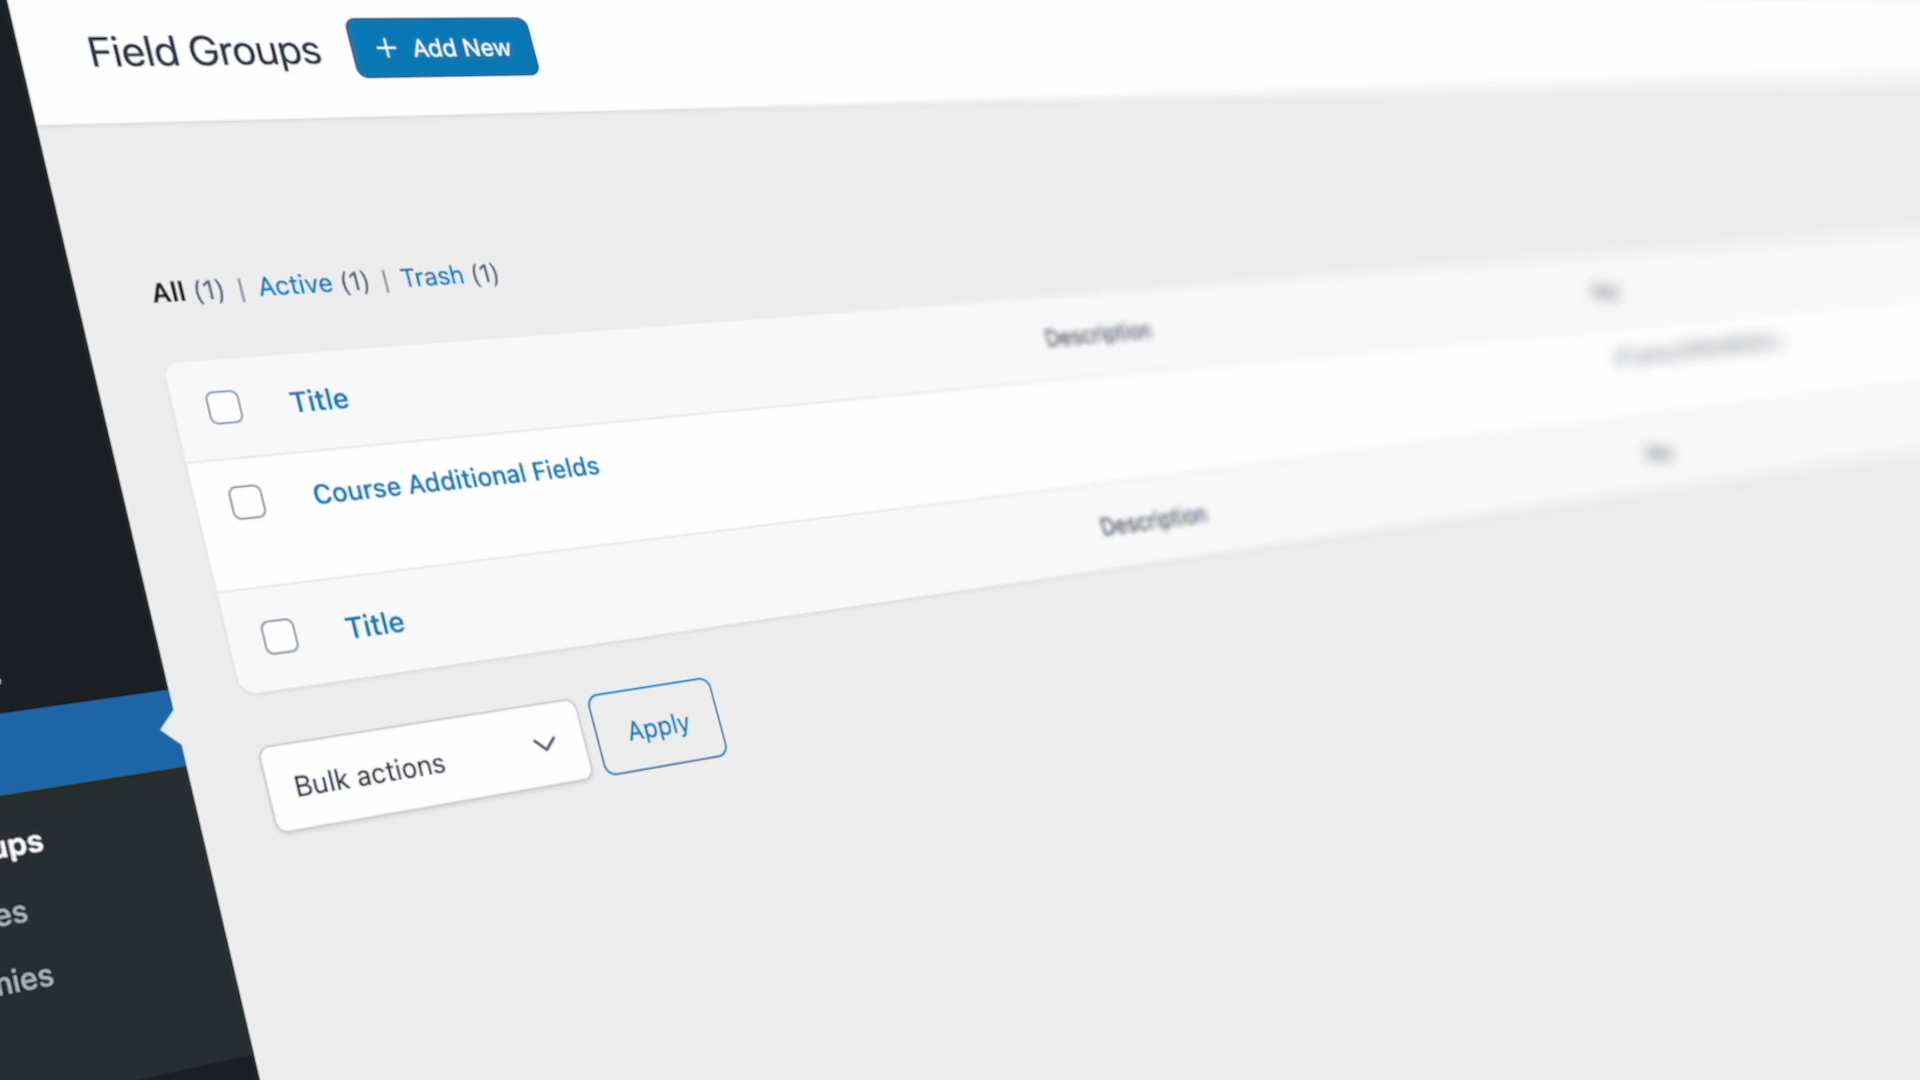 Field Groups
+ Add New
All (1) | Active (1) | Trash (1)
Title
Description
Course Additional Fields
Title
Description
Bulk actions
Apply
ups
es
nies